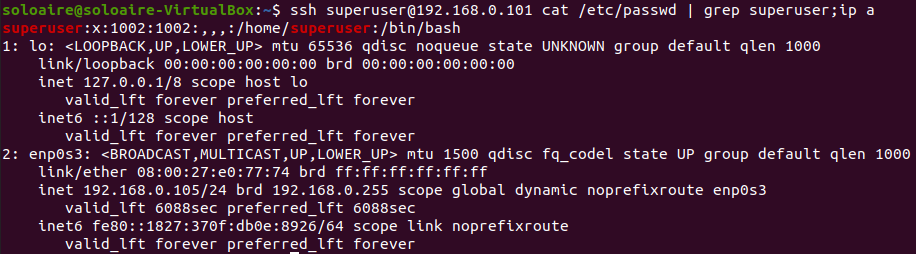 soloaire@soloaire-VirtualBox:~$ ssh superuser@192.168.0.101 cat /etc/passwd | grep superuser;ip a
superuser:x:1002:1002:,,,:/home/superuser:/bin/bash
1: lo: <LOOPBACK,UP,LOWER_UP> mtu 65536 qdisc noqueue state UNKNOWN group default qlen 1000
    link/loopback 00:00:00:00:00:00 brd 00:00:00:00:00:00
    inet 127.0.0.1/8 scope host lo
       valid_lft forever preferred_lft forever
    inet6 ::1/128 scope host
       valid_lft forever preferred_lft forever
2: enp0s3: <BROADCAST,MULTICAST,UP,LOWER_UP> mtu 1500 qdisc fq_codel state UP group default qlen 1000
    link/ether 08:00:27:e0:77:74 brd ff:ff:ff:ff:ff:ff
    inet 192.168.0.105/24 brd 192.168.0.255 scope global dynamic noprefixroute enp0s3
       valid_lft 6088sec preferred_lft 6088sec
    inet6 fe80::1827:370f:db0e:8926/64 scope link noprefixroute
       valid_lft forever preferred_lft forever